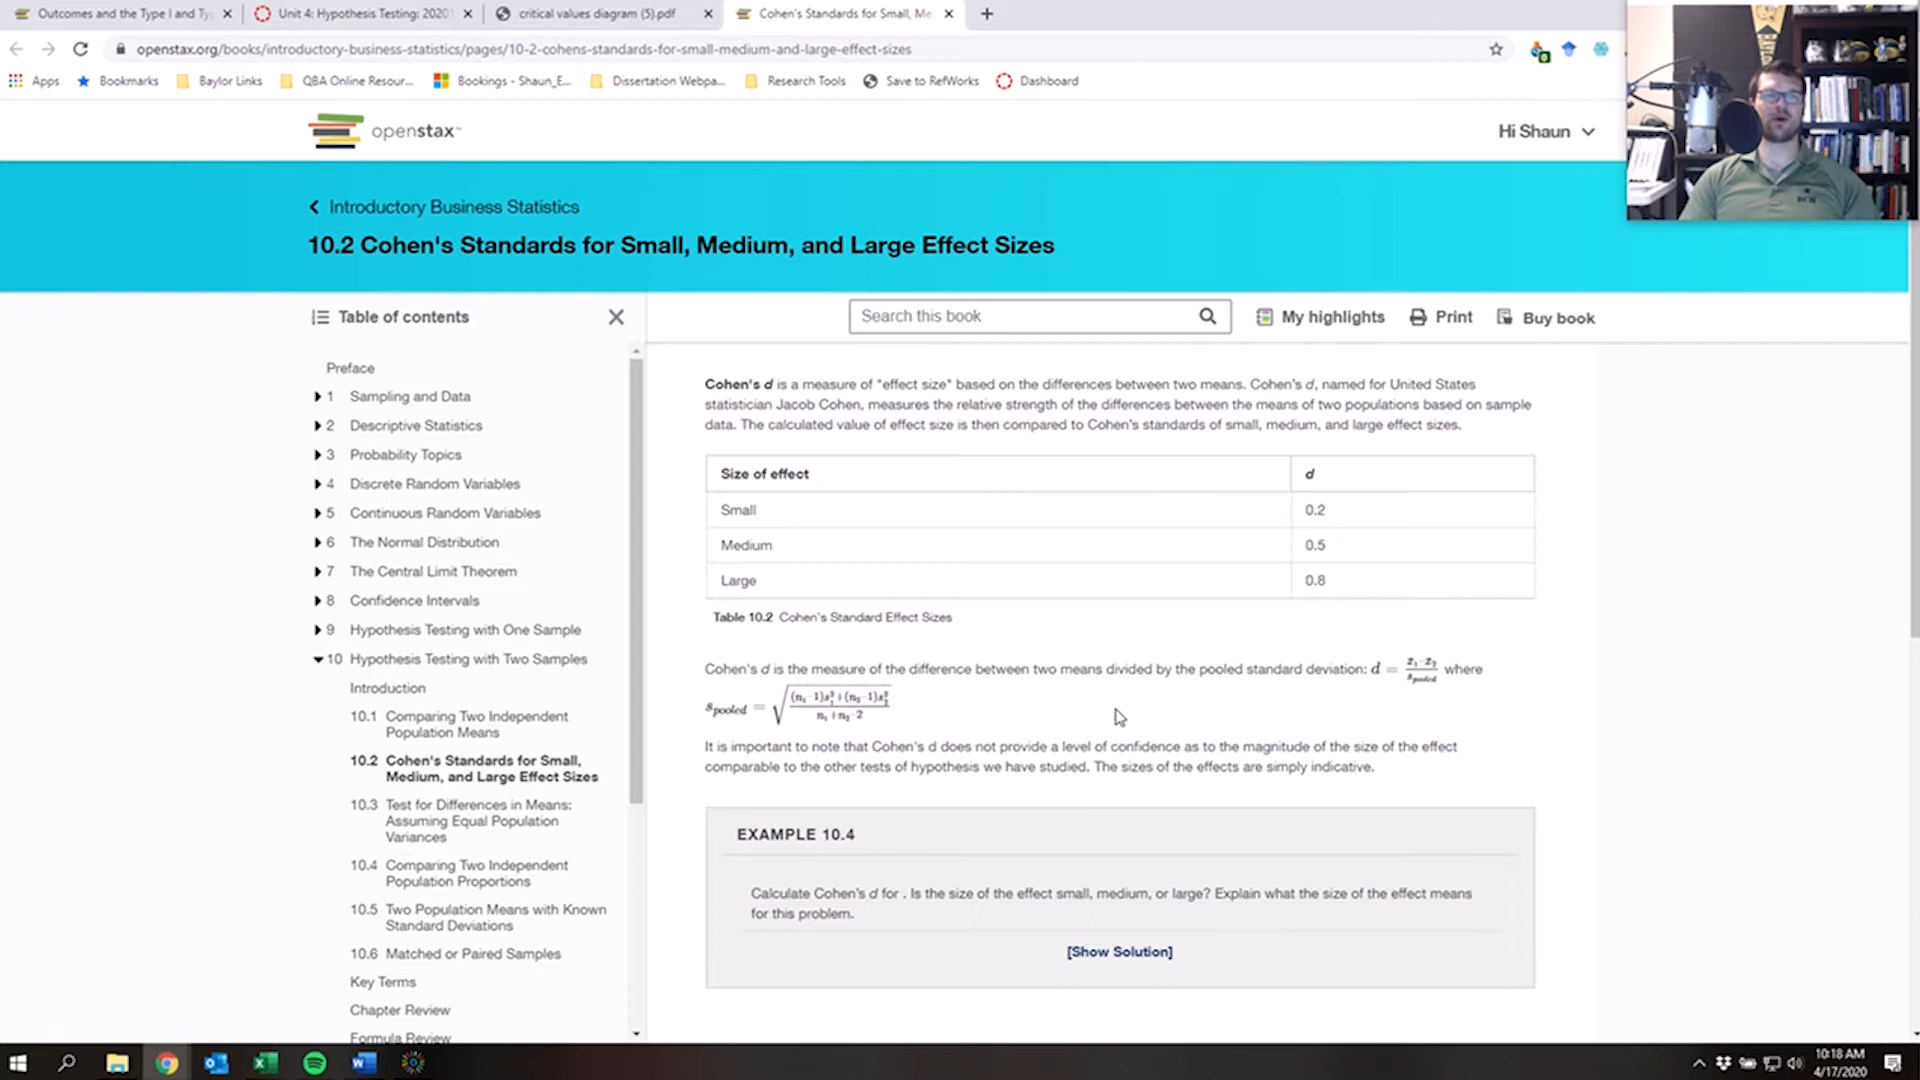 Outcomes and the Type I and Ty
Unit 4: Hypothesis Testing: 2020
critical values diagram (5).pdf
Cohen's Standards for Small, Me
openstax.org/books/introductory-business-statistics/pages/10-2-cohens-standards-for-small-medium-and-large-effect-sizes
Apps
Bookmarks
Baylor Links
QBA Online Resour...
Bookings - Shaun_E...
Dissertation Webpa...
Research Tools
Save to RefWorks
Dashboard
openstax™
Hi Shaun
Introductory Business Statistics
10.2 Cohen's Standards for Small, Medium, and Large Effect Sizes
Table of contents
Search this book
My highlights
Print
Buy book
Preface
1 Sampling and Data
2 Descriptive Statistics
3 Probability Topics
4 Discrete Random Variables
5 Continuous Random Variables
6 The Normal Distribution
7 The Central Limit Theorem
8 Confidence Intervals
9 Hypothesis Testing with One Sample
10 Hypothesis Testing with Two Samples
Introduction
10.1 Comparing Two Independent
Population Means
10.2 Cohen's Standards for Small,
Medium, and Large Effect Sizes
10.3 Test for Differences in Means:
Assuming Equal Population
Variances
10.4 Comparing Two Independent
Population Proportions
10.5 Two Population Means with Known
Standard Deviations
10.6 Matched or Paired Samples
Key Terms
Chapter Review
Formula Review
Cohen's d is a measure of "effect size" based on the differences between two means. Cohen's d, named for United States
statistician Jacob Cohen, measures the relative strength of the differences between the means of two populations based on sample
data. The calculated value of effect size is then compared to Cohen's standards of small, medium, and large effect sizes.
Size of effect d
Small 0.2
Medium 0.5
Large 0.8
Table 10.2 Cohen's Standard Effect Sizes
Cohen's d is the measure of the difference between two means divided by the pooled standard deviation: d = (x̄₁−x̄₂)/s_pooled where
s_pooled = √((n₁−1)s₁²+(n₂−1)s₂²)/(n₁+n₂−2)
It is important to note that Cohen's d does not provide a level of confidence as to the magnitude of the size of the effect
comparable to the other tests of hypothesis we have studied. The sizes of the effects are simply indicative.
EXAMPLE 10.4
Calculate Cohen's d for . Is the size of the effect small, medium, or large? Explain what the size of the effect means
for this problem.
[Show Solution]
10:18 AM
4/17/2020